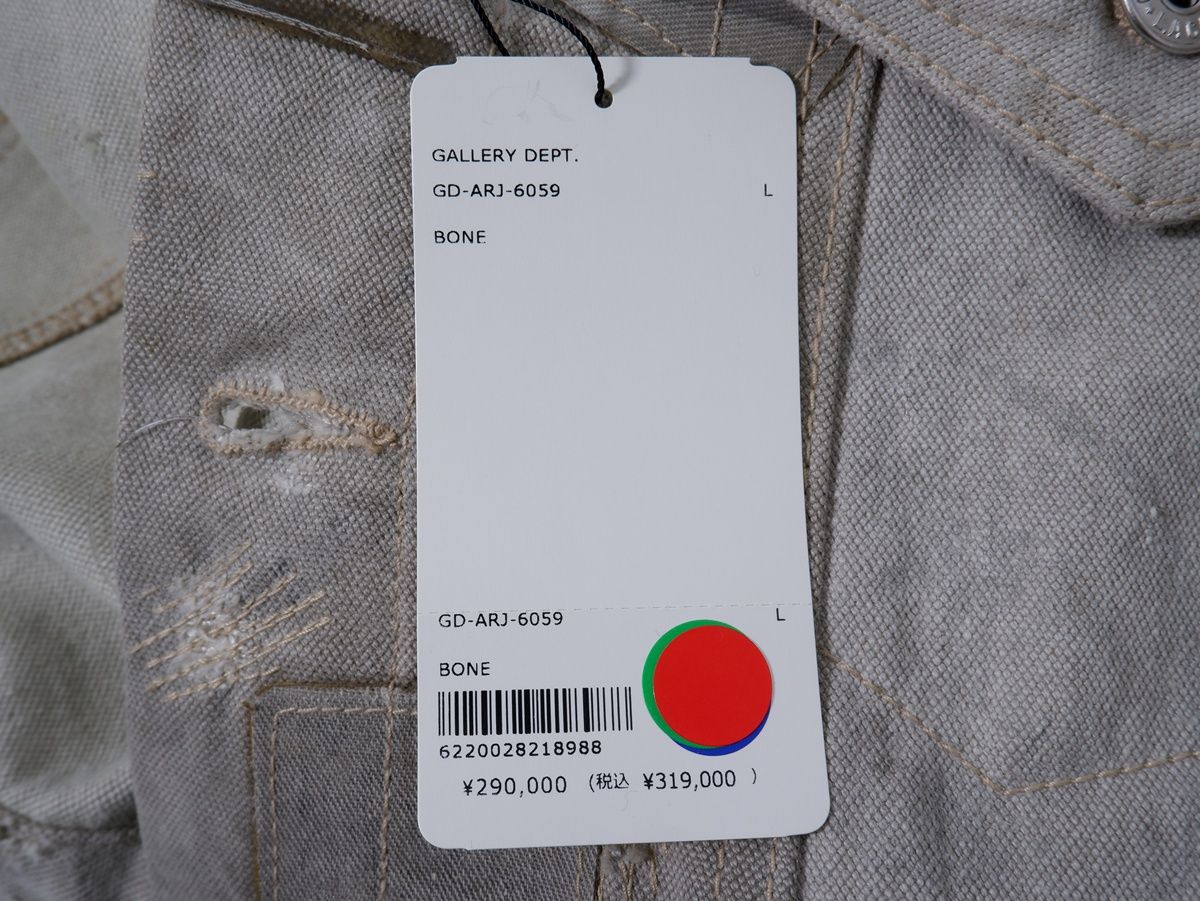 GALLERY DEPT.
GD-ARJ-6059 L
BONE
GD-ARJ-6059 L
BONE
6220028218988
¥290,000 (税込 ¥319,000 )